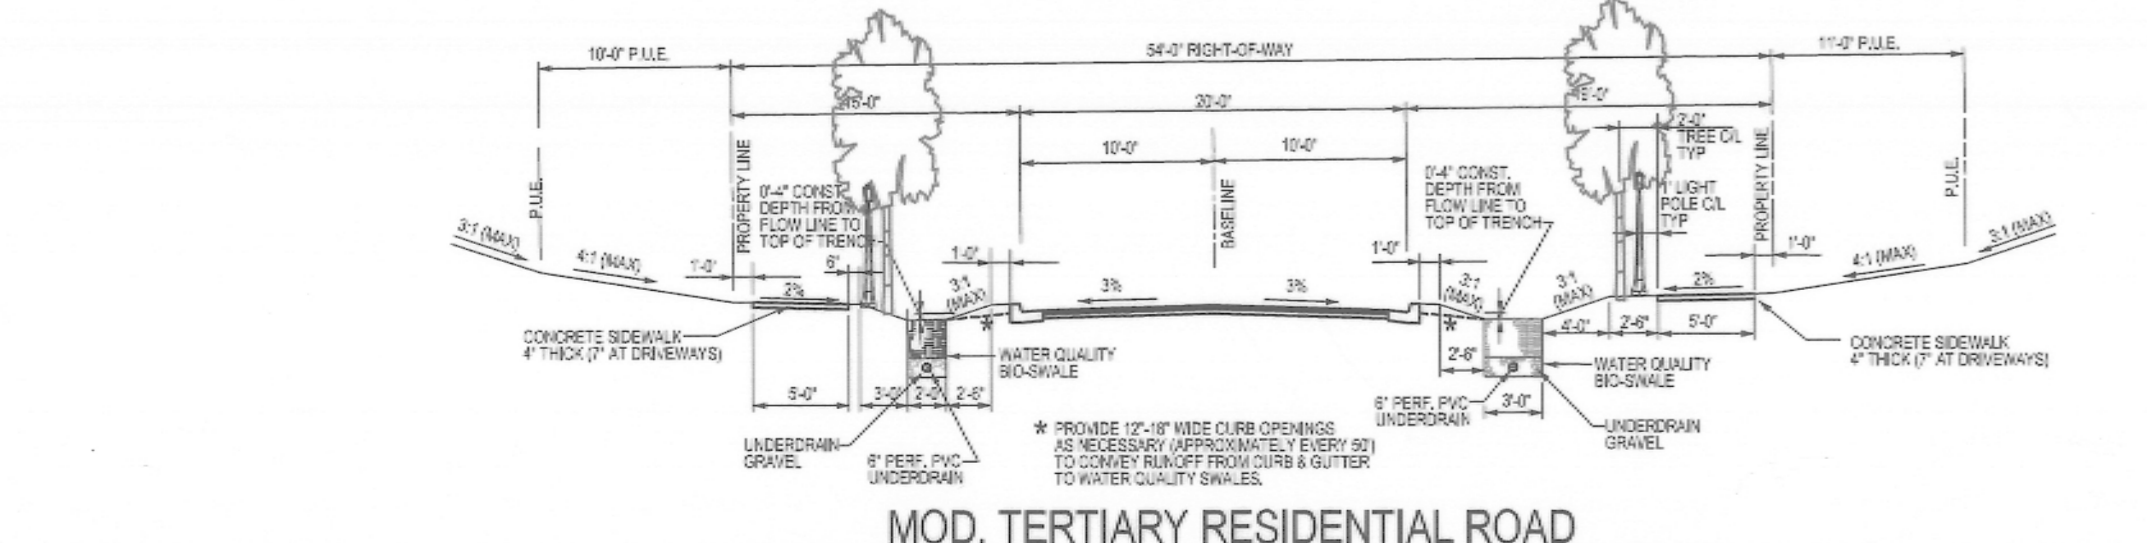 10'-0" P.U.E.
54'-0" RIGHT-OF-WAY
11'-0" P.U.E.
20'-0"
10'-0"
10'-0"
2'-0"
TREE C/L
TYP
P.U.E.
PROPERTY LINE
BASELINE
PROPERTY LINE
P.U.E.
0'-4" CONST.
DEPTH FROM
FLOW LINE TO
TOP OF TRENCH
0'-4" CONST.
DEPTH FROM
FLOW LINE TO
TOP OF TRENCH
1' LIGHT
POLE C/L
TYP
3:1 (MAX)
4:1 (MAX)
1'-0"
2%
6"
3:1
(MAX)
1'-0"
3%
3%
1'-0"
3:1
(MAX)
3:1
(MAX)
2%
1'-0"
4:1 (MAX)
3:1 (MAX)
CONCRETE SIDEWALK
4" THICK (7" AT DRIVEWAYS)
*
WATER QUALITY
BIO-SWALE
*
2'-6"
4'-0"
2'-6"
5'-0"
WATER QUALITY
BIO-SWALE
CONCRETE SIDEWALK
4" THICK (7" AT DRIVEWAYS)
5'-0"
3'-0"
2'-0"
2'-6"
6" PERF. PVC
UNDERDRAIN
3'-0"
UNDERDRAIN
GRAVEL
UNDERDRAIN
GRAVEL
6" PERF. PVC
UNDERDRAIN
* PROVIDE 12"-18" WIDE CURB OPENINGS
AS NECESSARY (APPROXIMATELY EVERY 50')
TO CONVEY RUNOFF FROM CURB & GUTTER
TO WATER QUALITY SWALES.
MOD. TERTIARY RESIDENTIAL ROAD